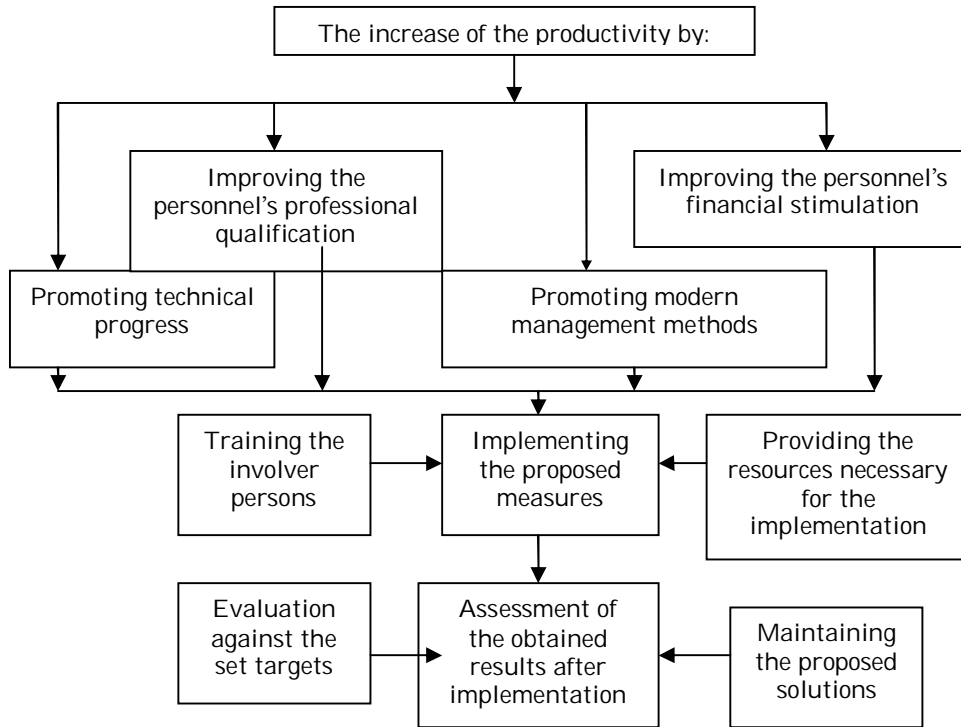 The increase of the productivity by:
Improving the
personnel’s professional
qualification
Improving the personnel’s
financial stimulation
Promoting technical
progress
Promoting modern
management methods
Training the
involver persons
Implementing
the proposed
measures
Providing the
resources necessary
for the
implementation
Evaluation
against the
set targets
Assessment of
the obtained
results after
implementation
Maintaining
the proposed
solutions